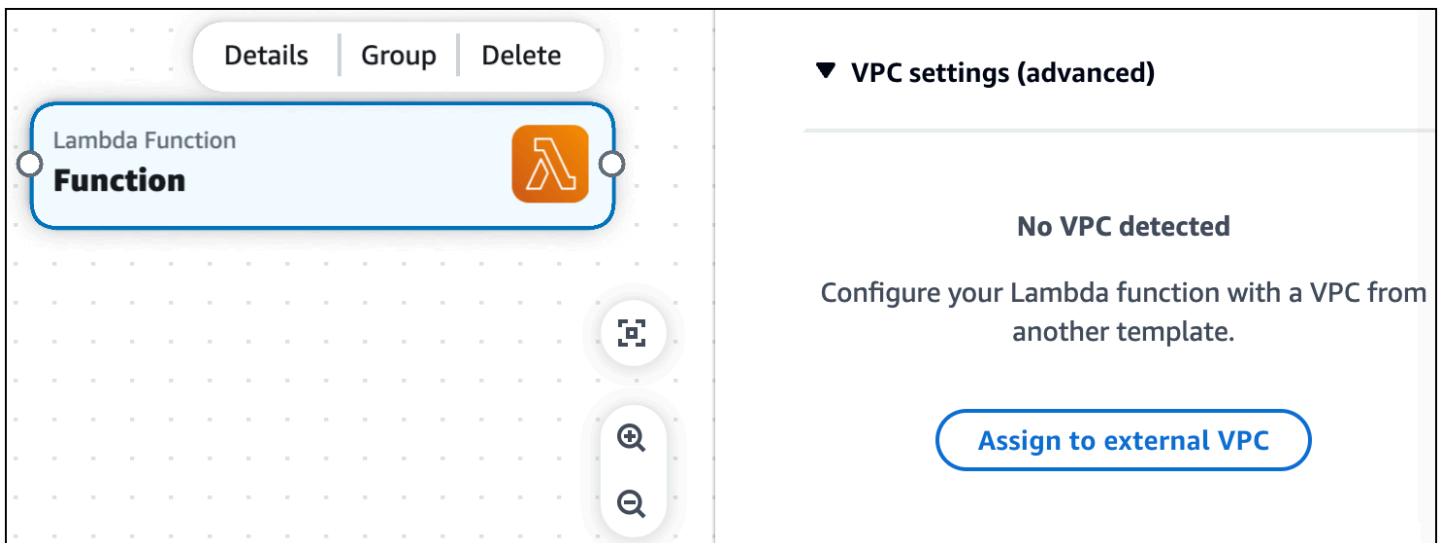 Details Group Delete
Lambda Function
Function
▼ VPC settings (advanced)
No VPC detected
Configure your Lambda function with a VPC from
another template.
Assign to external VPC